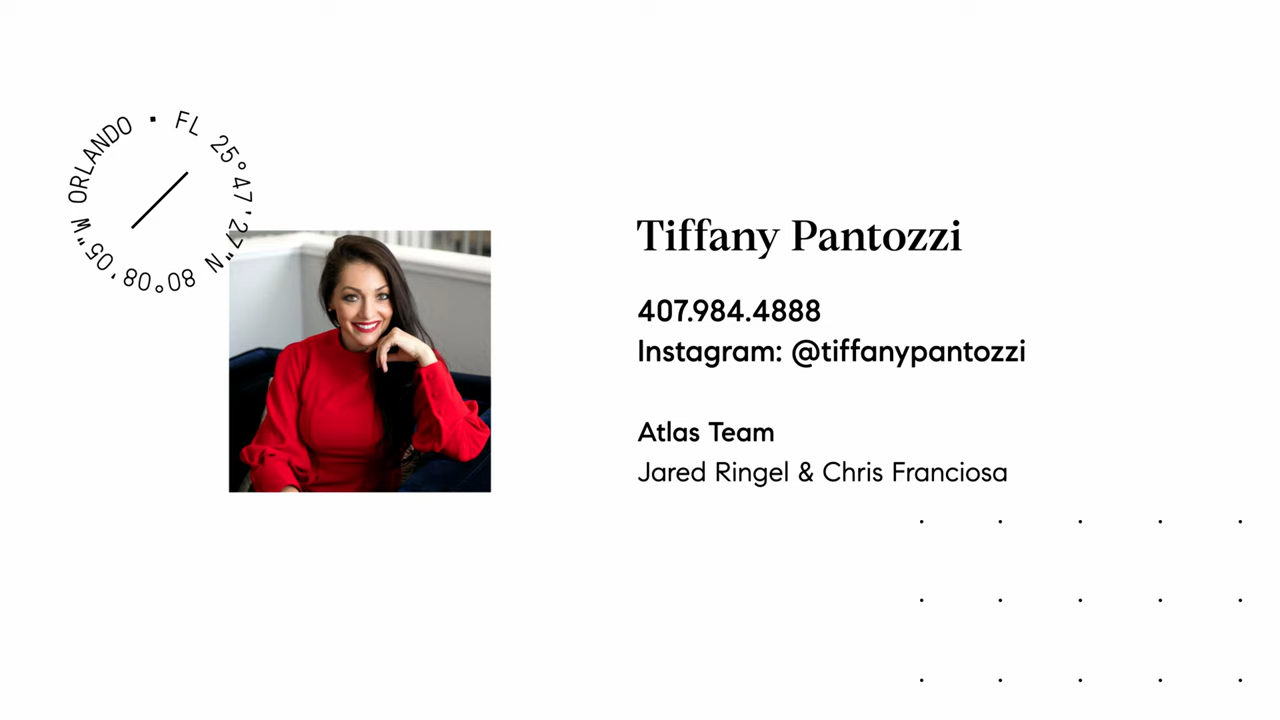 ORLANDO ▪ FL 25°47'27"N 80°08'05"W
Tiffany Pantozzi
407.984.4888
Instagram: @tiffanypantozzi
Atlas Team
Jared Ringel & Chris Franciosa